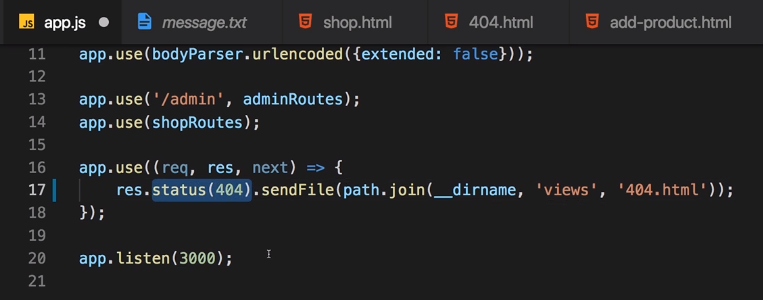 JS app.js message.txt shop.html 404.html add-product.html
11 app.use(bodyParser.urlencoded({extended: false}));
12
13 app.use('/admin', adminRoutes);
14 app.use(shopRoutes);
15
16 app.use((req, res, next) => {
17 res.status(404).sendFile(path.join(__dirname, 'views', '404.html'));
18 });
19
20 app.listen(3000);
21